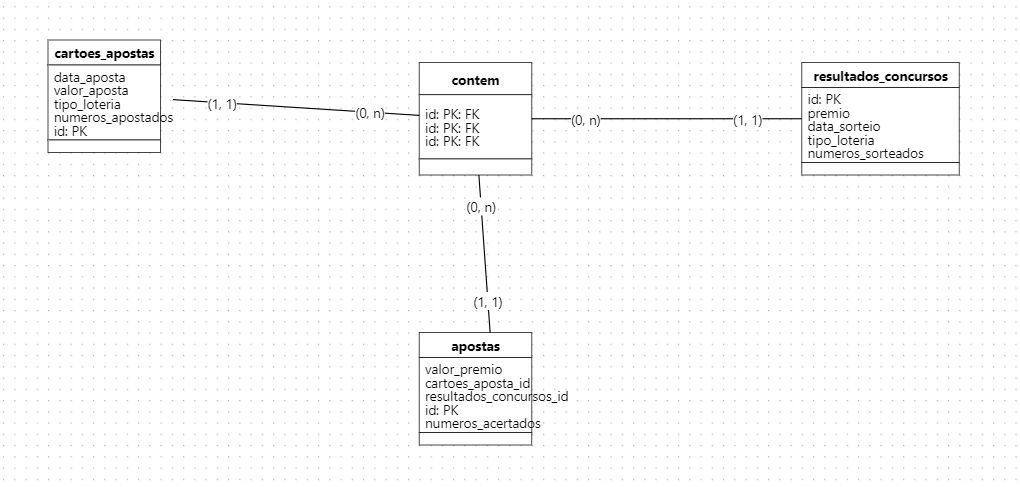 cartoes_apostas
data_aposta
valor_aposta
tipo_loteria
numeros_apostados
id: PK
(1, 1)
(0, n)
contem
id: PK: FK
id: PK: FK
id: PK: FK
(0, n)
(1, 1)
resultados_concursos
id: PK
premio
data_sorteio
tipo_loteria
numeros_sorteados
(0, n)
(1, 1)
apostas
valor_premio
cartoes_aposta_id
resultados_concursos_id
id: PK
numeros_acertados